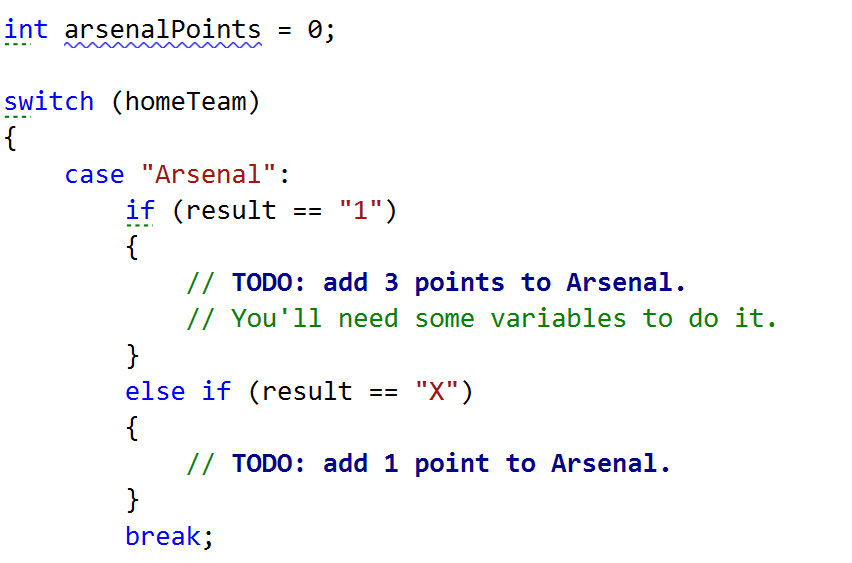 int arsenalPoints = 0;
switch (homeTeam)
{
case "Arsenal":
if (result == "1")
{
// TODO: add 3 points to Arsenal.
// You'll need some variables to do it.
}
else if (result == "X")
{
// TODO: add 1 point to Arsenal.
}
break;